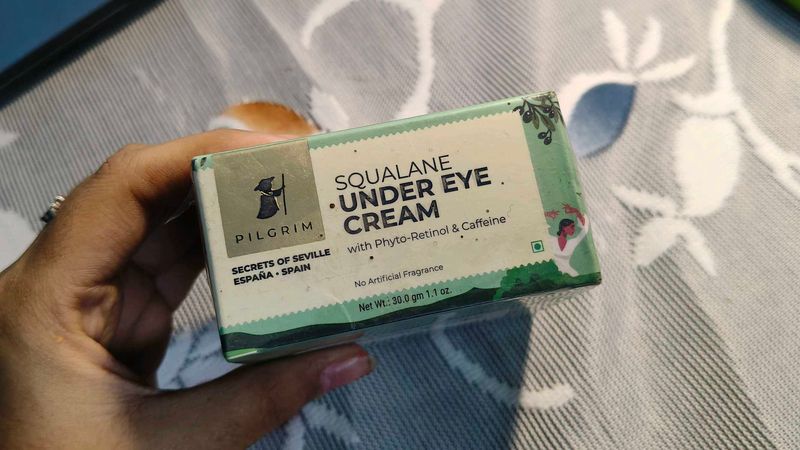 PILGRIM
SECRETS OF SEVILLE
ESPAÑA • SPAIN
SQUALANE
UNDER EYE
CREAM
with Phyto-Retinol & Caffeine
No Artificial Fragrance
Net Wt.: 30.0 gm 1.1 oz.